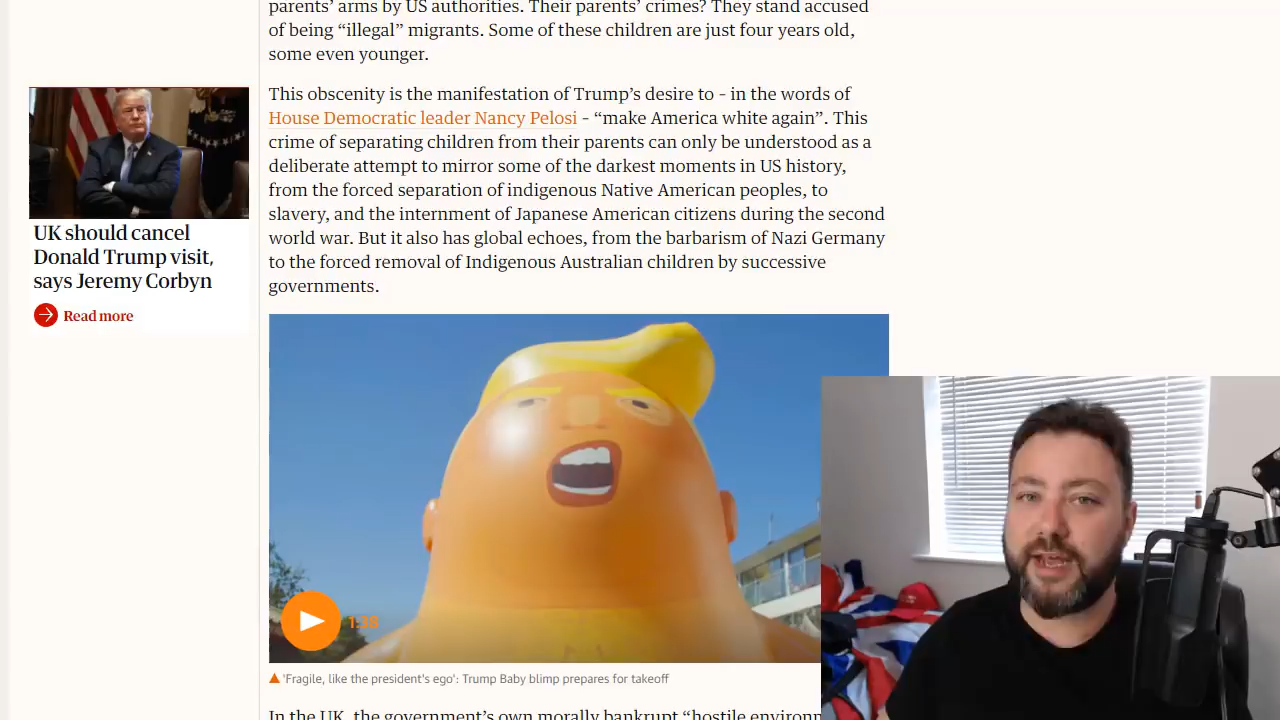 parents’ arms by US authorities. Their parents’ crimes? They stand accused
of being “illegal” migrants. Some of these children are just four years old,
some even younger.
This obscenity is the manifestation of Trump’s desire to – in the words of
House Democratic leader Nancy Pelosi – “make America white again”. This
crime of separating children from their parents can only be understood as a
deliberate attempt to mirror some of the darkest moments in US history,
from the forced separation of indigenous Native American peoples, to
slavery, and the internment of Japanese American citizens during the second
world war. But it also has global echoes, from the barbarism of Nazi Germany
to the forced removal of Indigenous Australian children by successive
governments.
UK should cancel
Donald Trump visit,
says Jeremy Corbyn
Read more
1:38
'Fragile, like the president's ego': Trump Baby blimp prepares for takeoff
In the UK, the government’s own morally bankrupt “hostile environm